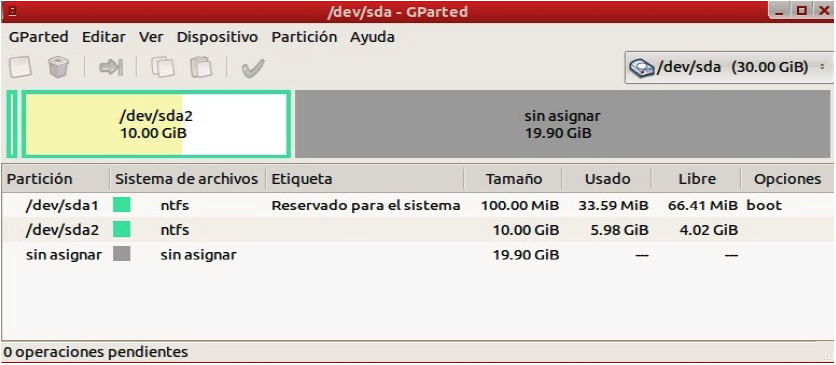 /dev/sda - GParted
GParted Editar Ver Dispositivo Partición Ayuda
/dev/sda (30.00 GiB)
/dev/sda2
10.00 GiB
sin asignar
19.90 GiB
Partición Sistema de archivos Etiqueta Tamaño Usado Libre Opciones
/dev/sda1 ntfs Reservado para el sistema 100.00 MiB 33.59 MiB 66.41 MiB boot
/dev/sda2 ntfs 10.00 GiB 5.98 GiB 4.02 GiB
sin asignar sin asignar 19.90 GiB --- ---
0 operaciones pendientes